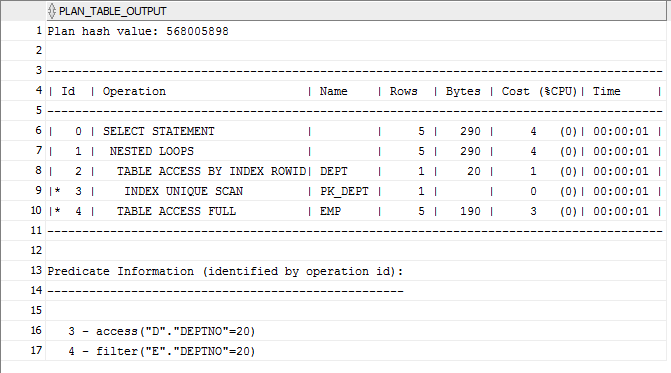 PLAN_TABLE_OUTPUT
1 Plan hash value: 568005898
2
3 ----------------------------------------------------------------------------------------
4 | Id  | Operation                    | Name    | Rows  | Bytes | Cost (%CPU)| Time     |
5 ----------------------------------------------------------------------------------------
6 |   0 | SELECT STATEMENT             |         |     5 |   290 |     4   (0)| 00:00:01 |
7 |   1 |  NESTED LOOPS                |         |     5 |   290 |     4   (0)| 00:00:01 |
8 |   2 |   TABLE ACCESS BY INDEX ROWID| DEPT    |     1 |    20 |     1   (0)| 00:00:01 |
9 |*  3 |    INDEX UNIQUE SCAN         | PK_DEPT |     1 |       |     0   (0)| 00:00:01 |
10 |*  4 |   TABLE ACCESS FULL          | EMP     |     5 |   190 |     3   (0)| 00:00:01 |
11 ----------------------------------------------------------------------------------------
12
13 Predicate Information (identified by operation id):
14 ---------------------------------------------------
15
16    3 - access("D"."DEPTNO"=20)
17    4 - filter("E"."DEPTNO"=20)